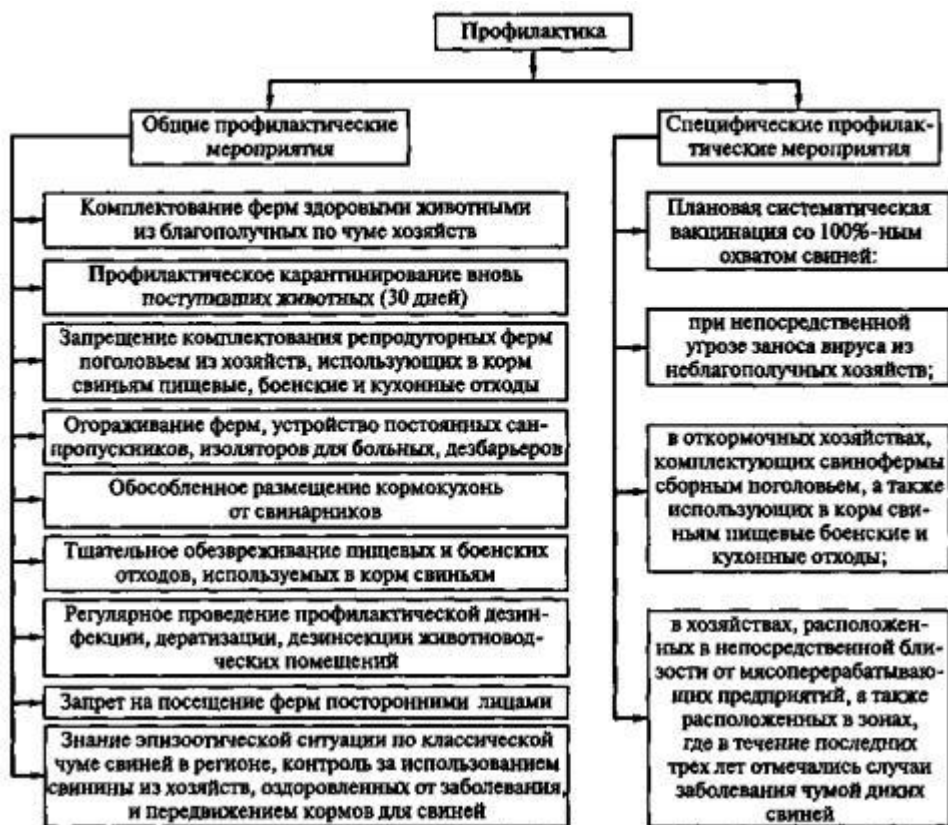 Профилактика
Общие профилактические
мероприятия
Комплектование ферм здоровыми животными
из благополучных по чуме хозяйств
Профилактическое карантинирование вновь
поступивших животных (30 дней)
Запрещение комплектования репродукторных ферм
поголовьем из хозяйств, использующих в корм
свиньям пищевые, боенские и кухонные отходы
Огораживание ферм, устройство постоянных сан-
пропускников, изоляторов для больных, дезбарьеров
Обособленное размещение кормокухонь
от свинарников
Тщательное обезвреживание пищевых и боенских
отходов, используемых в корм свиньям
Регулярное проведение профилактической дезин-
фекции, дератизации, дезинсекции животновод-
ческих помещений
Запрет на посещение ферм посторонними лицами
Знание эпизоотической ситуации по классической
чуме свиней в регионе, контроль за использованием
свинины из хозяйств, оздоровленных от заболевания,
и передвижением кормов для свиней
Специфические профилак-
тические мероприятия
Плановая систематическая
вакцинация со 100%-ным
охватом свиней:
при непосредственной
угрозе заноса вируса из
неблагополучных хозяйств;
в откормочных хозяйствах,
комплектующих свинофермы
сборным поголовьем, а также
использующих в корм сви-
ньям пищевые боенские и
кухонные отходы;
в хозяйствах, расположен-
ных в непосредственной бли-
зости от мясоперерабатываю-
щих предприятий, а также
расположенных в зонах,
где в течение последних
трех лет отмечались случаи
заболевания чумой диких
свиней